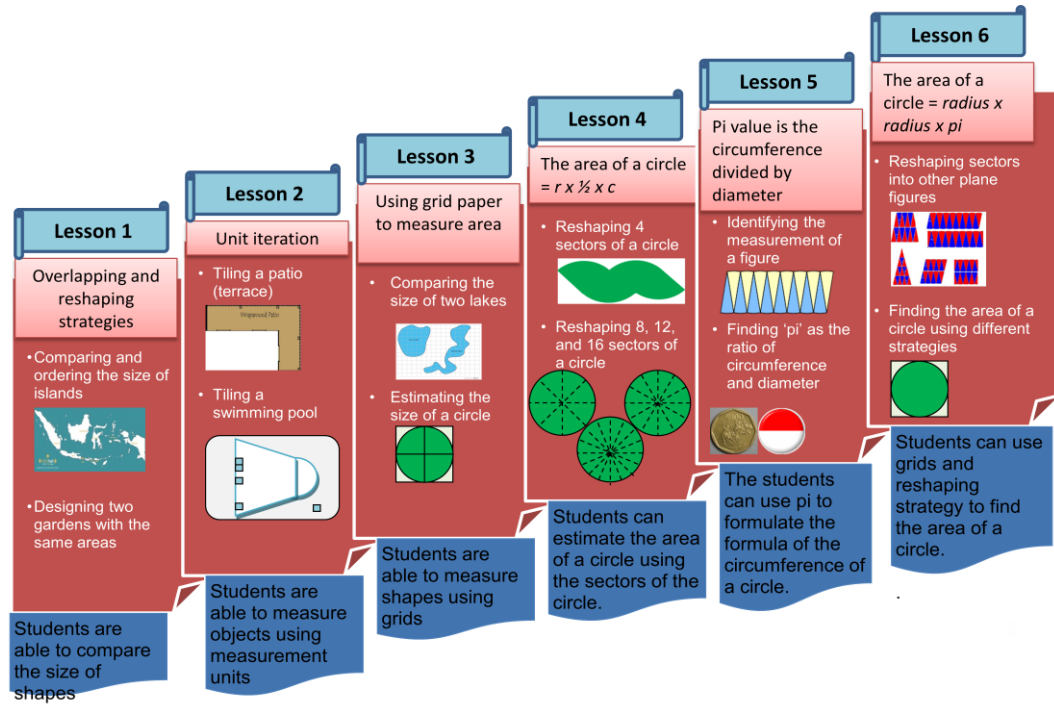 Lesson 1
Overlapping and
reshaping
strategies
•Comparing and
ordering the size of
islands
•Designing two
gardens with the
same areas
Students are
able to compare
the size of
shapes
Lesson 2
Unit iteration
• Tiling a patio
(terrace)
Wraparound Patio
• Tiling a
swimming pool
Students are
able to measure
objects using
measurement
units
Lesson 3
Using grid paper
to measure area
• Comparing the
size of two lakes
• Estimating the
size of a circle
Students are
able to measure
shapes using
grids
Lesson 4
The area of a circle
= r x ½ x c
• Reshaping 4
sectors of a circle
• Reshaping 8, 12,
and 16 sectors of
a circle
Students can
estimate the area
of a circle using
the sectors of the
circle.
Lesson 5
Pi value is the
circumference
divided by
diameter
• Identifying the
measurement of
a figure
• Finding ‘pi’ as the
ratio of
circumference
and diameter
The students
can use pi to
formulate the
formula of the
circumference of
a circle.
Lesson 6
The area of a
circle = radius x
radius x pi
• Reshaping sectors
into other plane
figures
• Finding the area of a
circle using different
strategies
Students can use
grids and
reshaping
strategy to find
the area of a
circle.
.